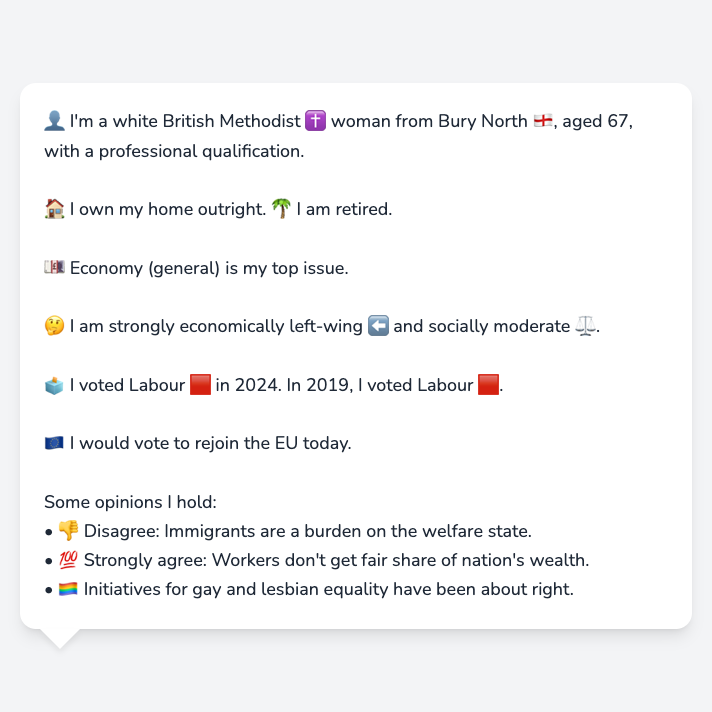 👤 I'm a white British Methodist ✝️ woman from Bury North 🏴󠁧󠁢󠁥󠁮󠁧󠁿, aged 67,
with a professional qualification.
🏠 I own my home outright. 🌴 I am retired.
💷 Economy (general) is my top issue.
🤔 I am strongly economically left-wing ⬅️ and socially moderate ⚖️.
🗳️ I voted Labour 🟥 in 2024. In 2019, I voted Labour 🟥.
🇪🇺 I would vote to rejoin the EU today.
Some opinions I hold:
• 👎 Disagree: Immigrants are a burden on the welfare state.
• 💯 Strongly agree: Workers don't get fair share of nation's wealth.
• 🏳️‍🌈 Initiatives for gay and lesbian equality have been about right.